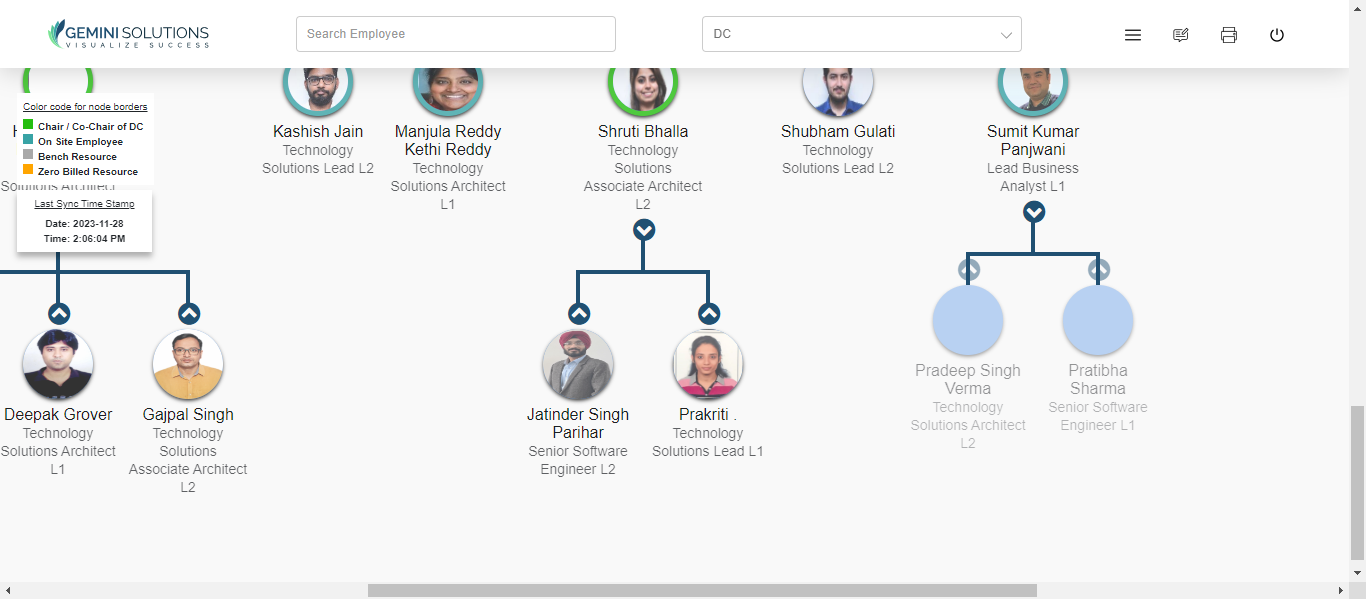 GEMINI SOLUTIONS
VISUALIZE SUCCESS
Search Employee
DC
Color code for node borders
Chair / Co-Chair of DC
On Site Employee
Bench Resource
Zero Billed Resource
Solutions Architect
Last Sync Time Stamp
Date: 2023-11-28
Time: 2:06:04 PM
Kashish Jain
Technology
Solutions Lead L2
Manjula Reddy
Kethi Reddy
Technology
Solutions Architect
L1
Shruti Bhalla
Technology
Solutions
Associate Architect
L2
Shubham Gulati
Technology
Solutions Lead L2
Sumit Kumar
Panjwani
Lead Business
Analyst L1
Deepak Grover
Technology
Solutions Architect
L1
Gajpal Singh
Technology
Solutions
Associate Architect
L2
Jatinder Singh
Parihar
Senior Software
Engineer L2
Prakriti .
Technology
Solutions Lead L1
Pradeep Singh
Verma
Technology
Solutions Architect
L2
Pratibha
Sharma
Senior Software
Engineer L1